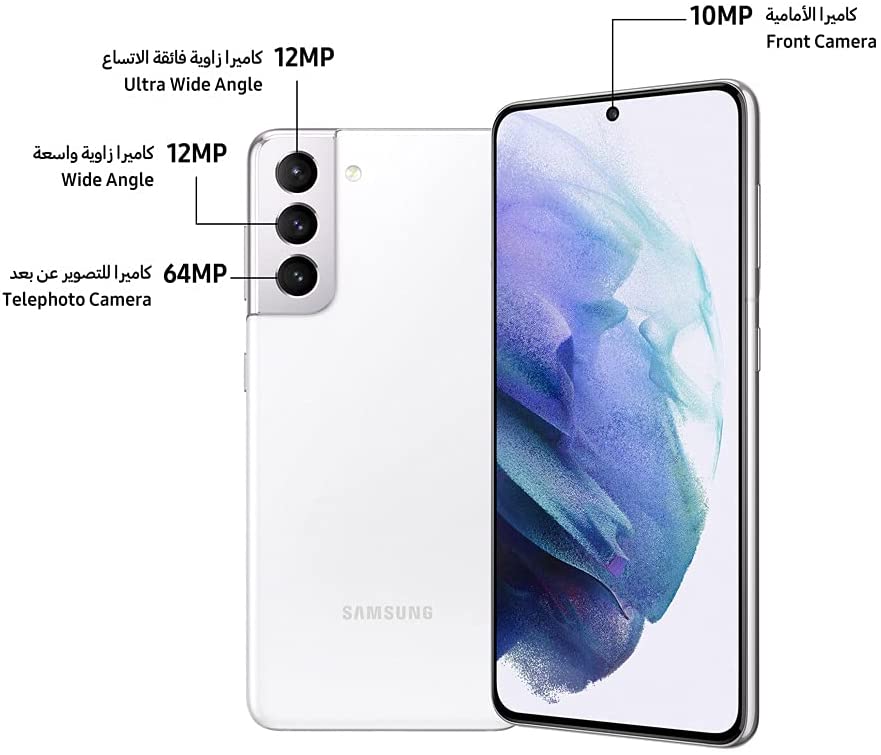 10MP كاميرا الأمامية
Front Camera
كاميرا زاوية فائقة الاتساع 12MP
Ultra Wide Angle
كاميرا زاوية واسعة 12MP
Wide Angle
كاميرا للتصوير عن بعد 64MP
Telephoto Camera
SAMSUNG